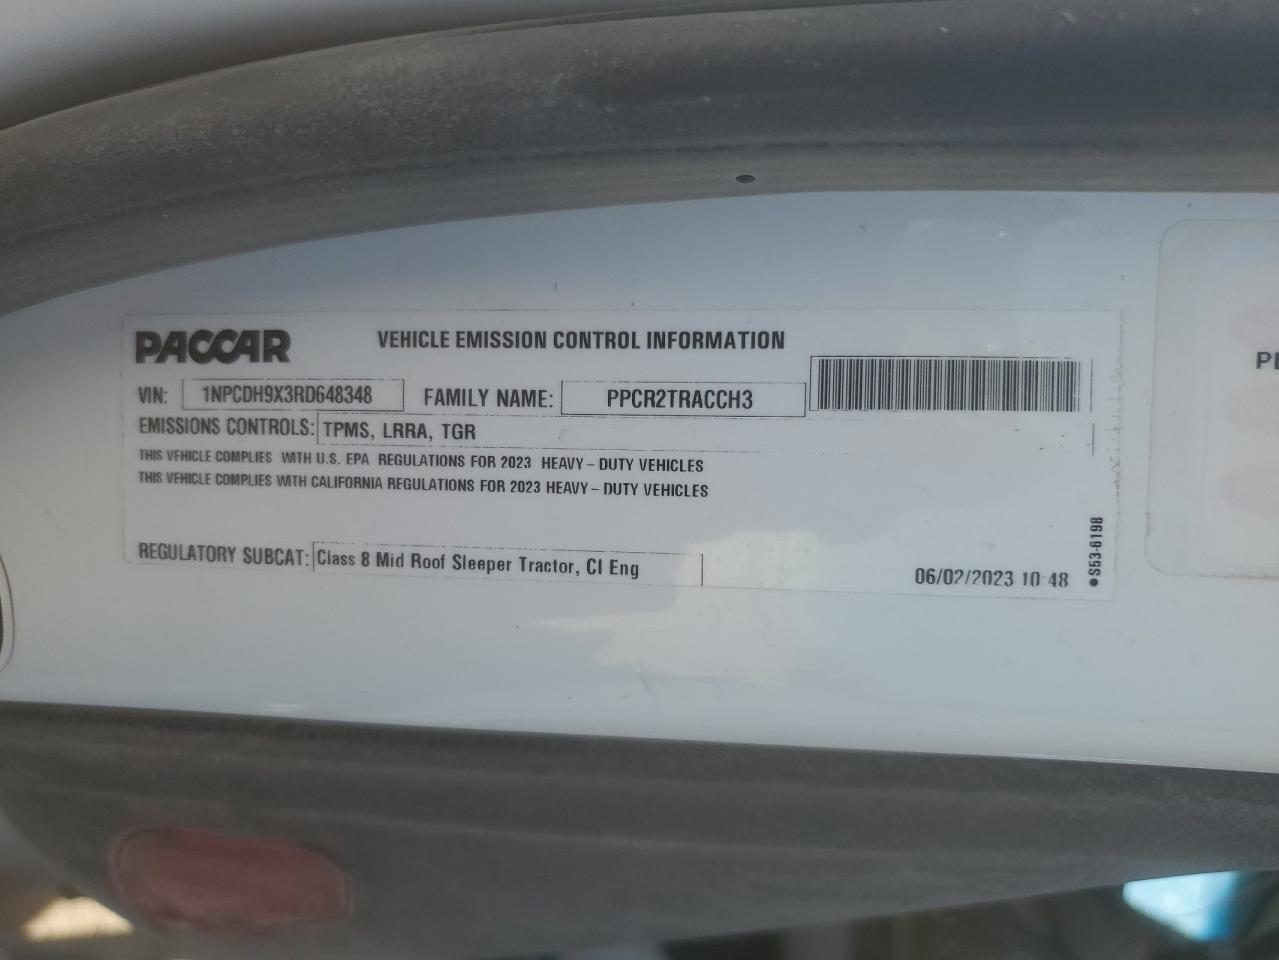 PACCAR VEHICLE EMISSION CONTROL INFORMATION
VIN: 1NPCDH9X3RD648348 FAMILY NAME: PPCR2TRACCH3
EMISSIONS CONTROLS: TPMS, LRRA, TGR
THIS VEHICLE COMPLIES WITH U.S. EPA REGULATIONS FOR 2023 HEAVY-DUTY VEHICLES
THIS VEHICLE COMPLIES WITH CALIFORNIA REGULATIONS FOR 2023 HEAVY-DUTY VEHICLES
REGULATORY SUBCAT: Class 8 Mid Roof Sleeper Tractor, CI Eng
06/02/2023 10:48
●S53-6198